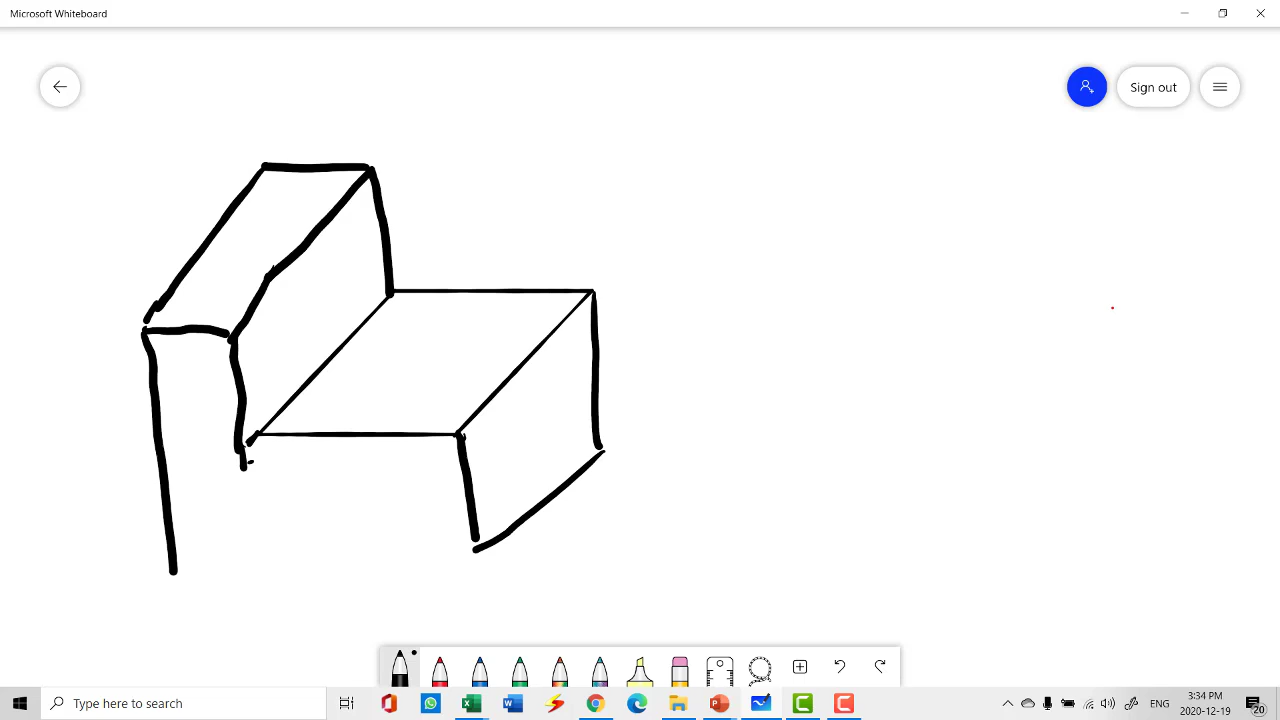 Microsoft Whiteboard
Sign out
Type here to search
ENG
3:34 PM
2020-12-19
20